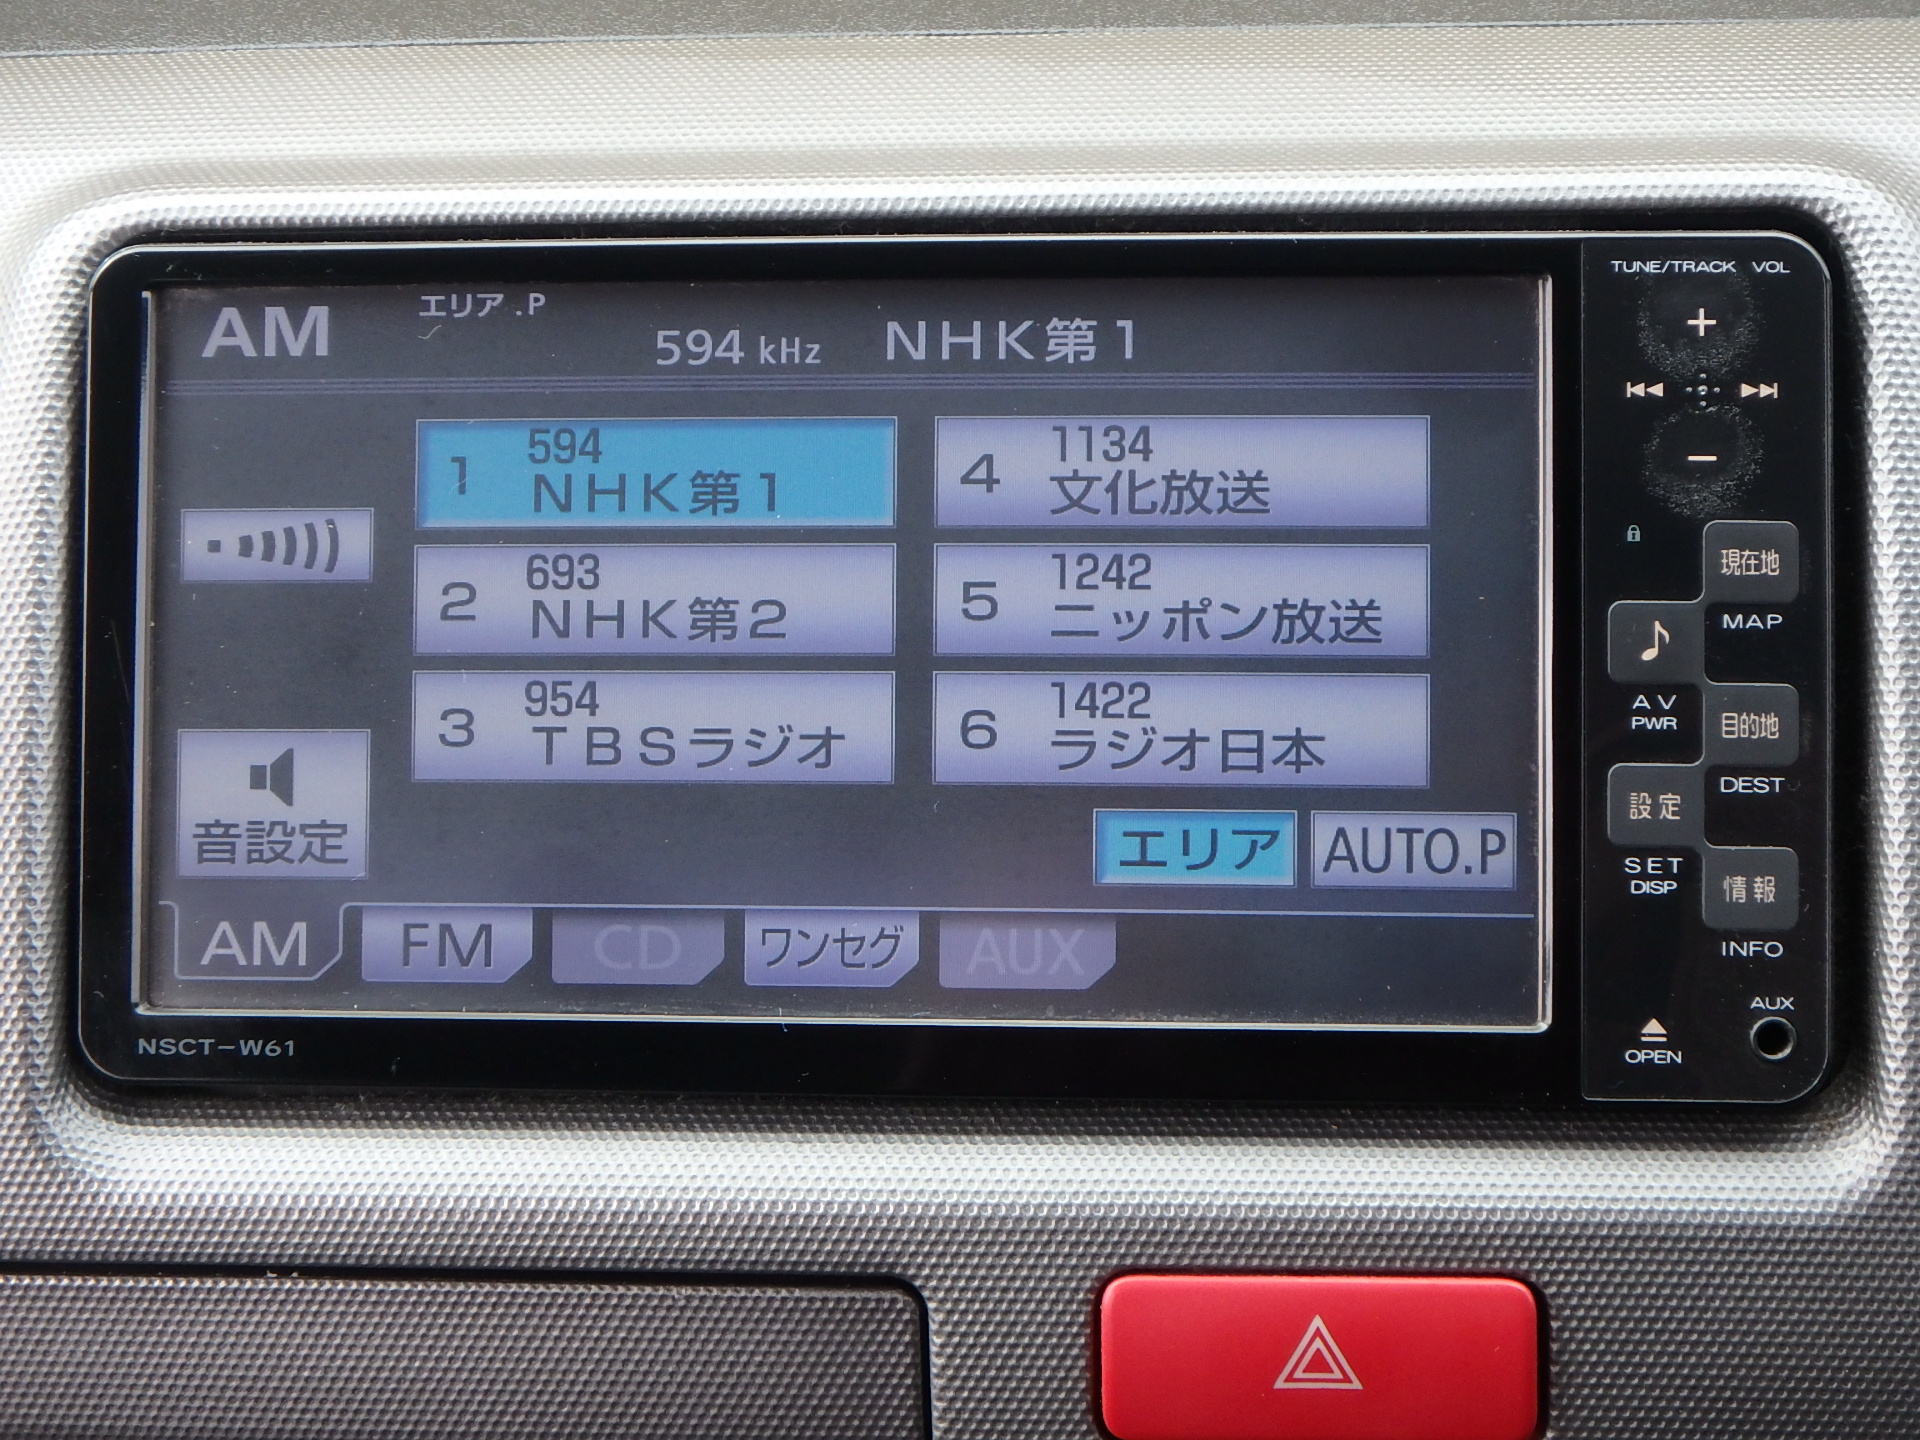 AM
エリア.P
594 kHz NHK第1
1 594
NHK第1
2 693
NHK第2
3 954
TBSラジオ
4 1134
文化放送
5 1242
ニッポン放送
6 1422
ラジオ日本
音設定
エリア AUTO.P
AM FM CD ワンセグ AUX
NSCT-W61
TUNE/TRACK VOL
+
−
現在地
MAP
AV
PWR
目的地
DEST
設定
SET
DISP
情報
INFO
AUX
OPEN